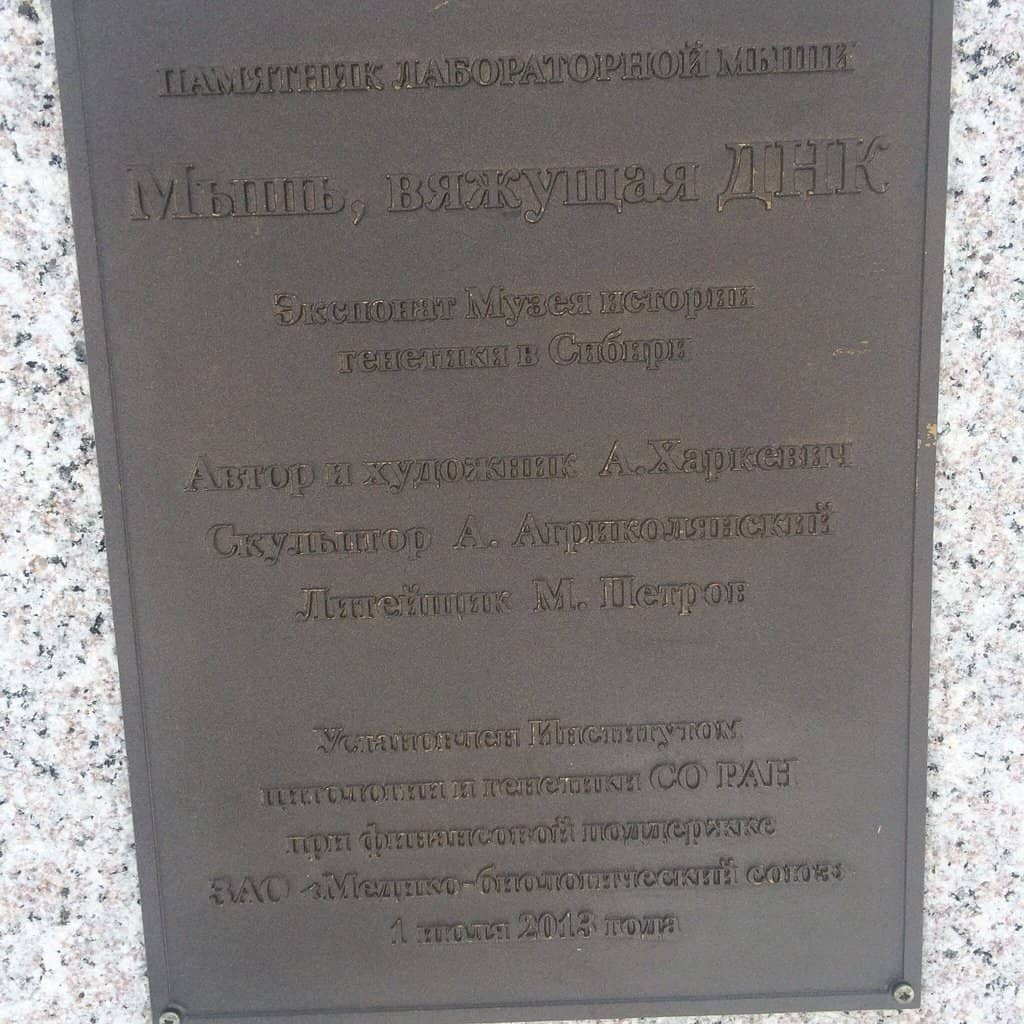 ПАМЯТНИК ЛАБОРАТОРНОЙ МЫШИ
Мышь, вяжущая ДНК
Экспонат Музея истории
генетики в Сибири
Автор и художник А.Харкевич
Скульптор А. Агриколянский
Литейщик М. Петров
Установлен Институтом
цитологии и генетики СО РАН
при финансовой поддержке
ЗАО «Медико-биологический союз»
1 июля 2013 года